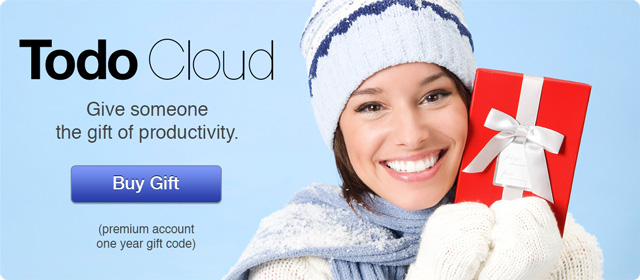 Todo Cloud
Give someone
the gift of productivity.
Buy Gift
(premium account
one year gift code)